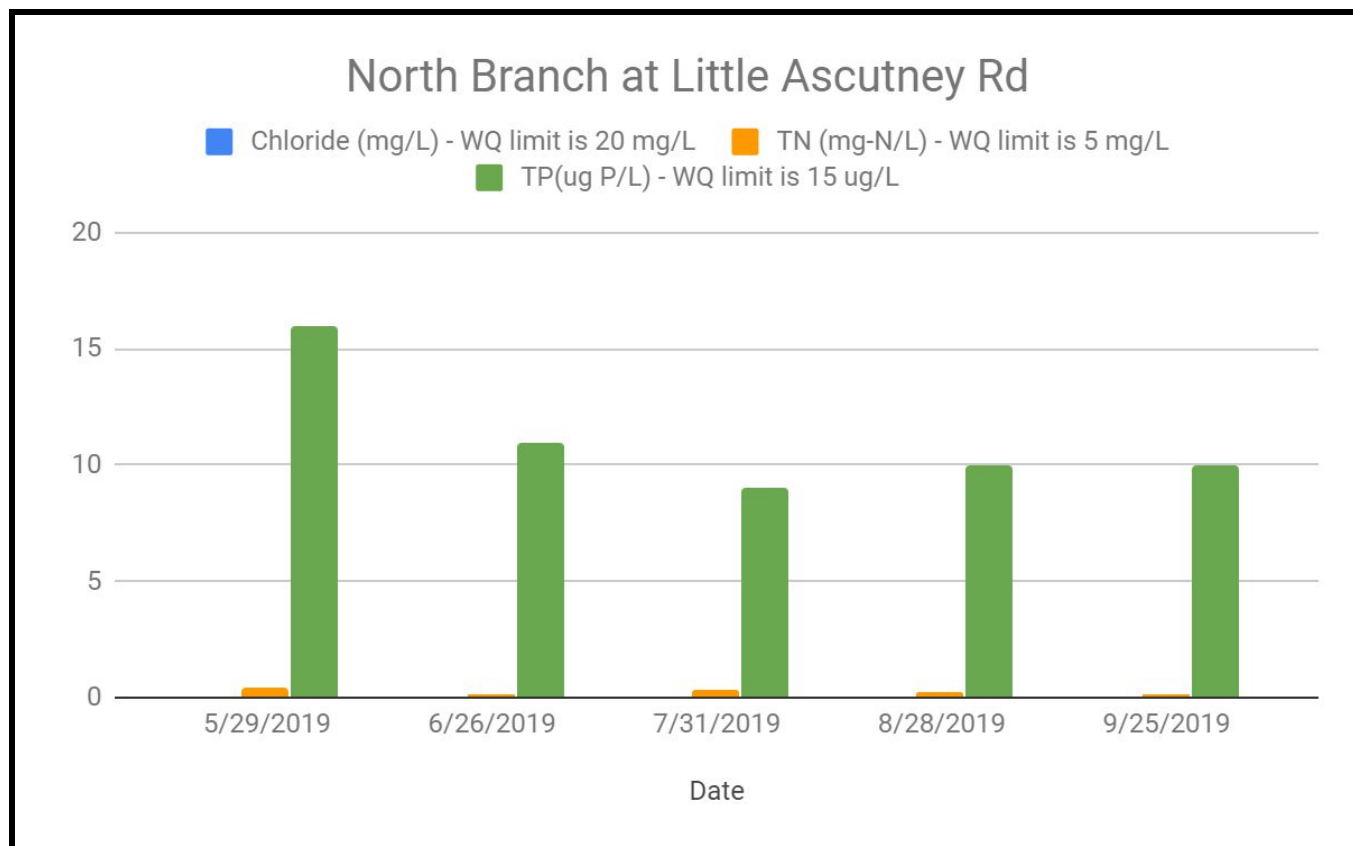 North Branch at Little Ascutney Rd
Chloride (mg/L) - WQ limit is 20 mg/L TN (mg-N/L) - WQ limit is 5 mg/L
TP(ug P/L) - WQ limit is 15 ug/L
20
15
10
5
0
5/29/2019 6/26/2019 7/31/2019 8/28/2019 9/25/2019
Date